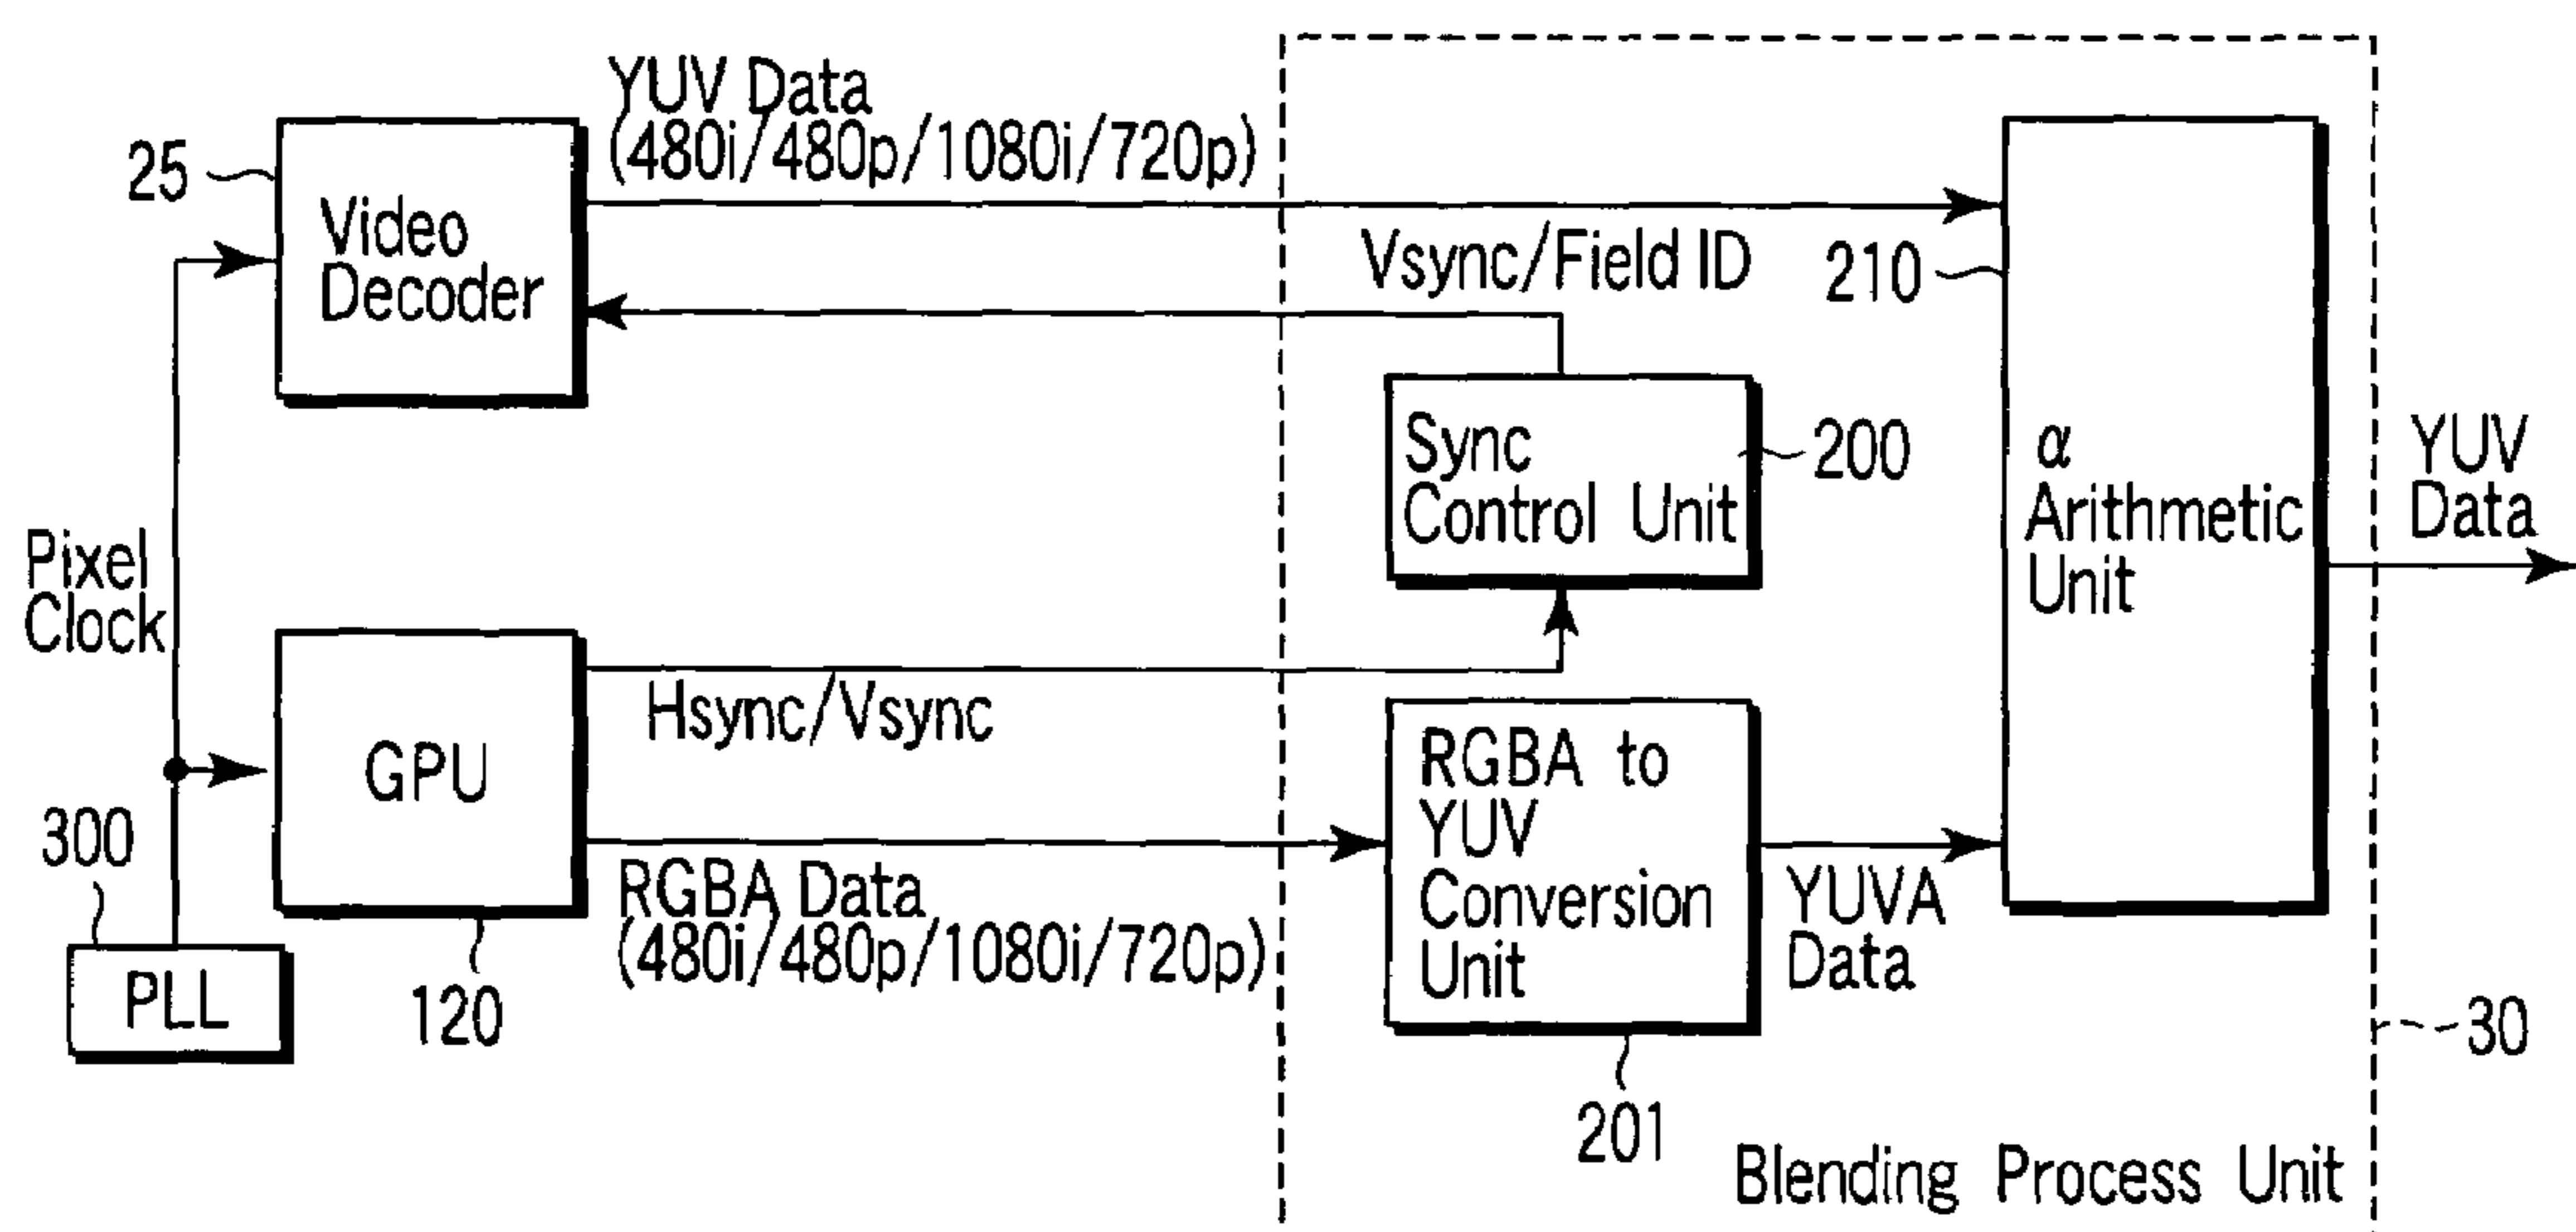 YUV Data
(480i/480p/1080i/720p)
25
Video
Decoder
Vsync/Field ID
210
Sync
Control Unit
200
α
Arithmetic
Unit
YUV
Data
Pixel
Clock
GPU
Hsync/Vsync
RGBA to
YUV
Conversion
Unit
300
RGBA Data
(480i/480p/1080i/720p)
YUVA
Data
PLL
120
30
201
Blending Process Unit